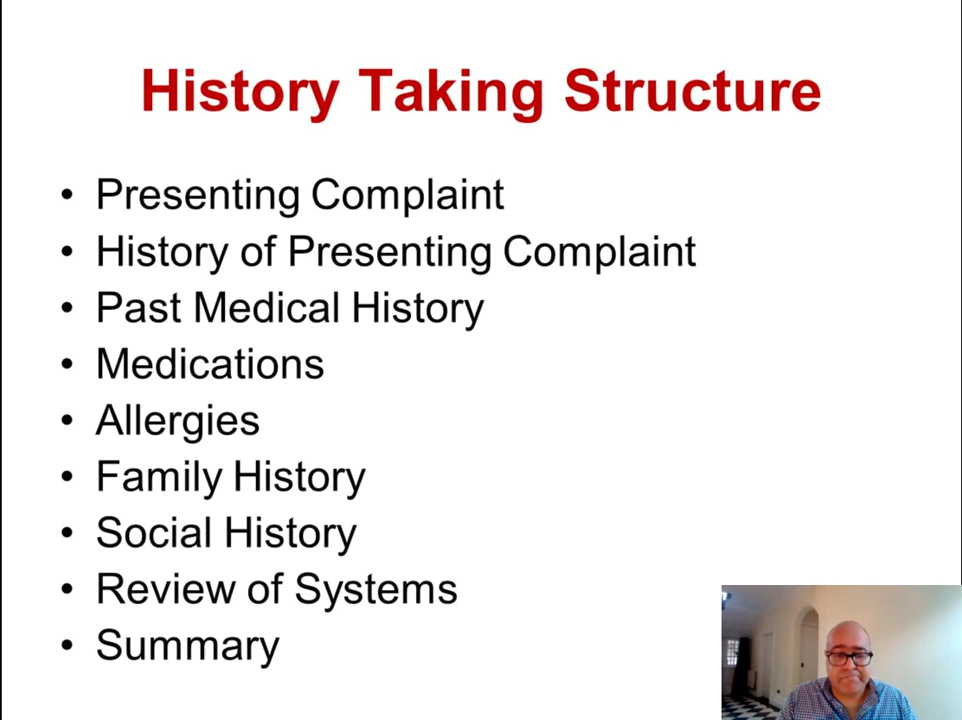 History Taking Structure
• Presenting Complaint
• History of Presenting Complaint
• Past Medical History
• Medications
• Allergies
• Family History
• Social History
• Review of Systems
• Summary